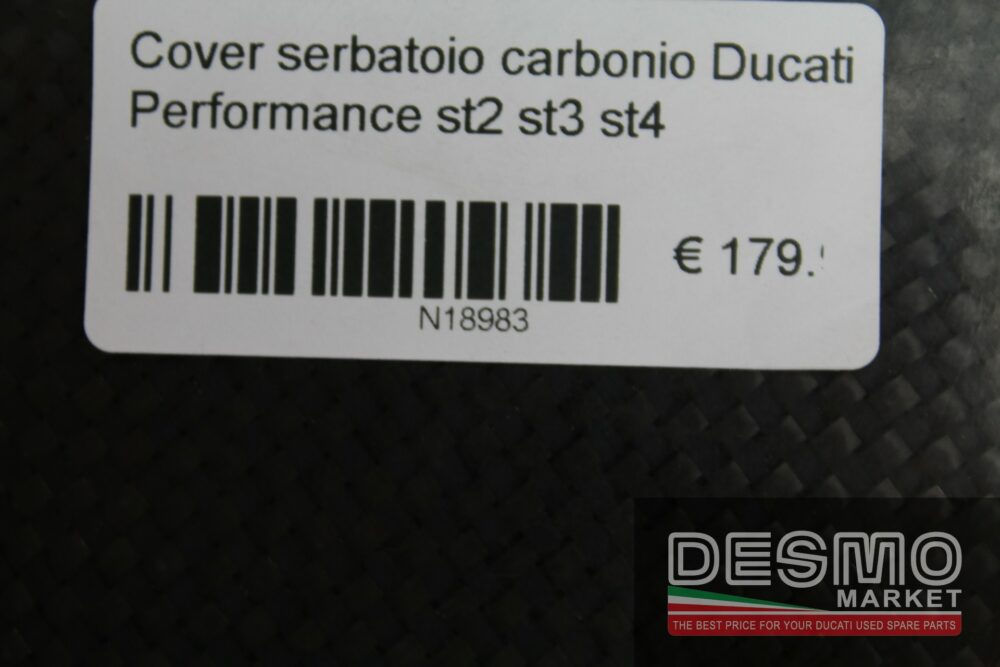 Cover serbatoio carbonio Ducati
Performance st2 st3 st4
€ 179.
N18983
DESMO
MARKET
THE BEST PRICE FOR YOUR DUCATI USED SPARE PARTS